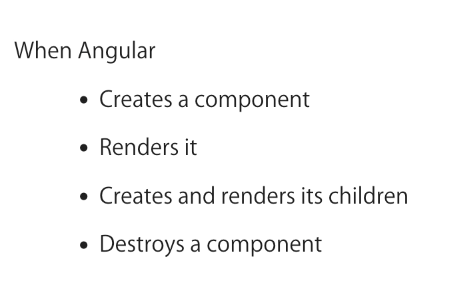 When Angular
• Creates a component
• Renders it
• Creates and renders its children
• Destroys a component